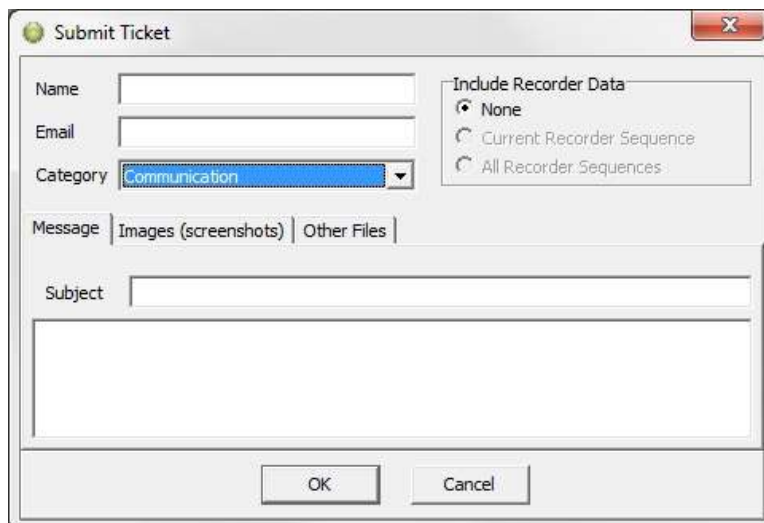 Submit Ticket
Name
Email
Category Communication
Include Recorder Data
None
Current Recorder Sequence
All Recorder Sequences
Message Images (screenshots) Other Files
Subject
OK Cancel